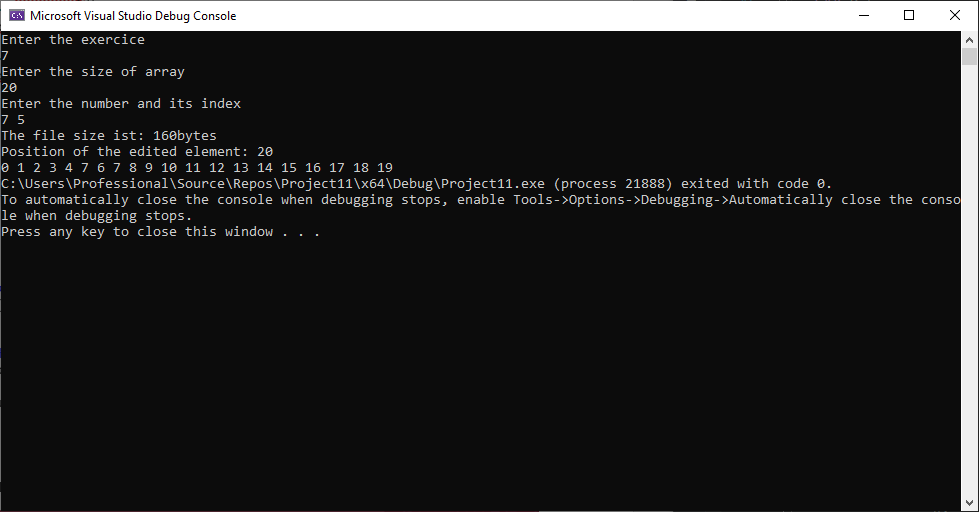 Microsoft Visual Studio Debug Console
Enter the exercice
7
Enter the size of array
20
Enter the number and its index
7 5
The file size ist: 160bytes
Position of the edited element: 20
0 1 2 3 4 7 6 7 8 9 10 11 12 13 14 15 16 17 18 19
C:\Users\Professional\Source\Repos\Project11\x64\Debug\Project11.exe (process 21888) exited with code 0.
To automatically close the console when debugging stops, enable Tools->Options->Debugging->Automatically close the conso
le when debugging stops.
Press any key to close this window . . .